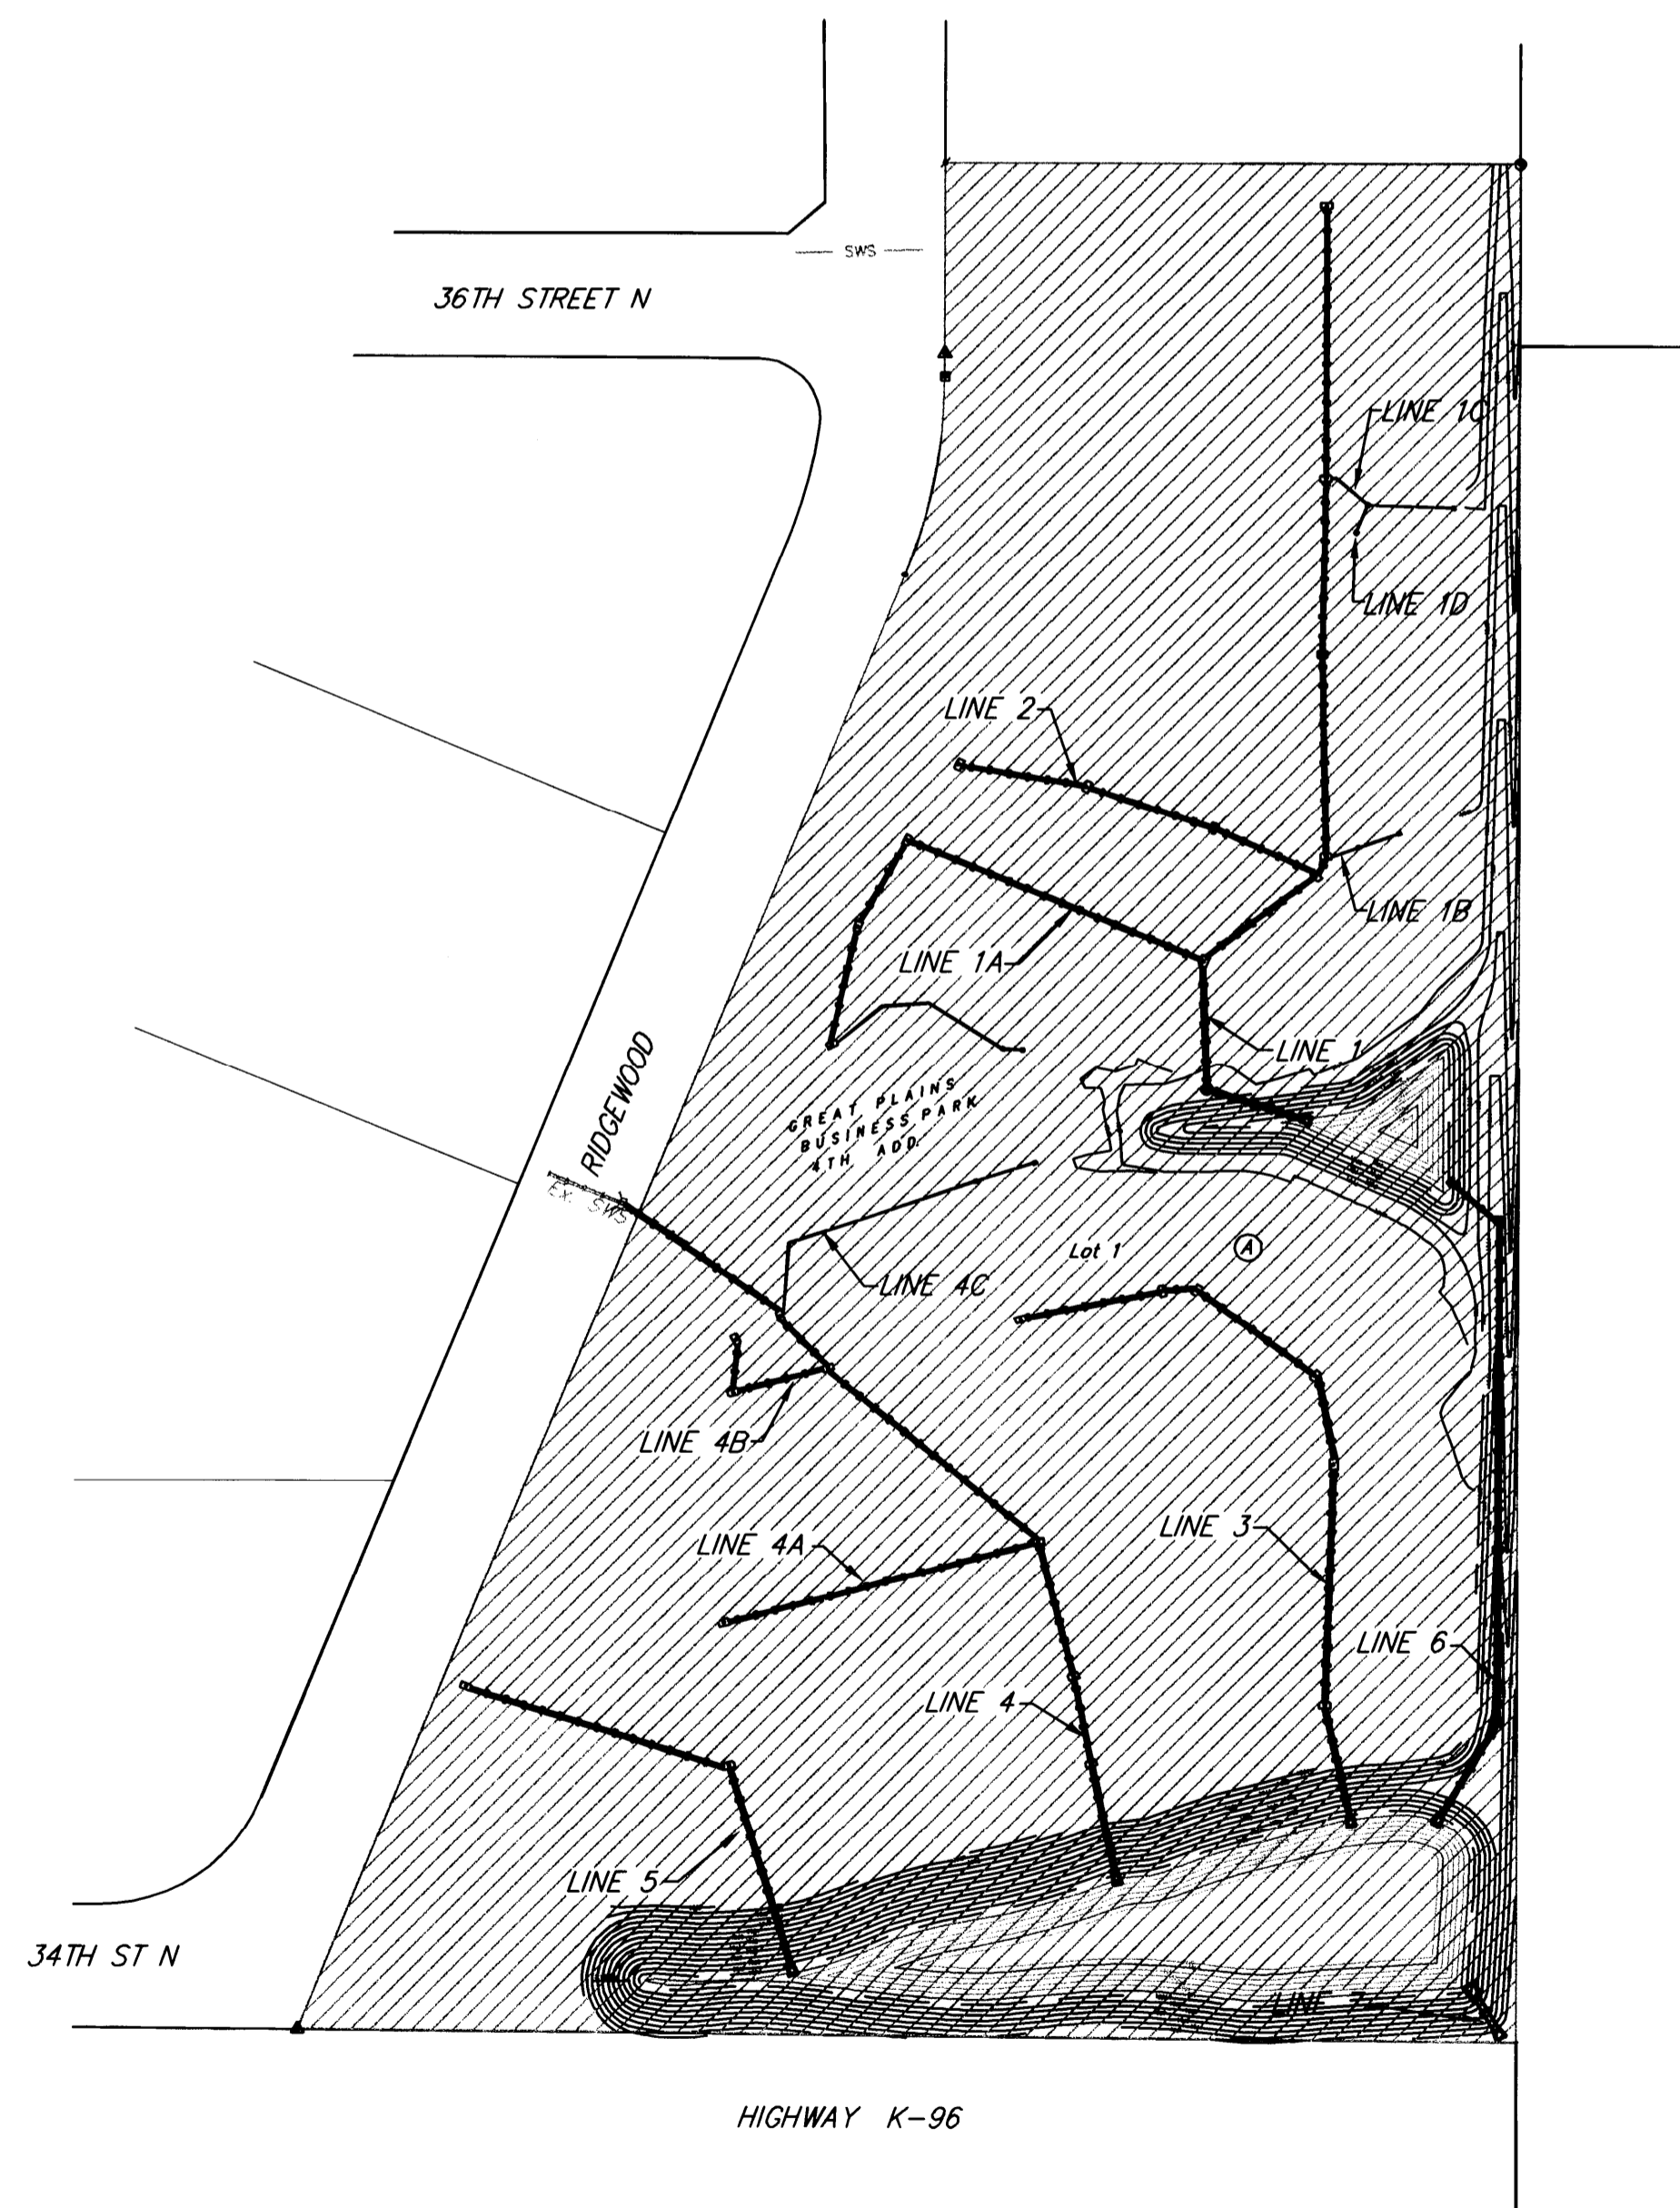 SWS
36TH STREET N
LINE 1C
LINE 1D
LINE 2
LINE 1B
LINE 1A
LINE 1
RIDGEWOOD
GREAT PLAINS
BUSINESS PARK
4TH ADD.
EX. SWS
Lot 1
A
LINE 4C
LINE 4B
LINE 3
LINE 4A
LINE 6
LINE 4
LINE 5
34TH ST N
LINE 7
HIGHWAY K-96